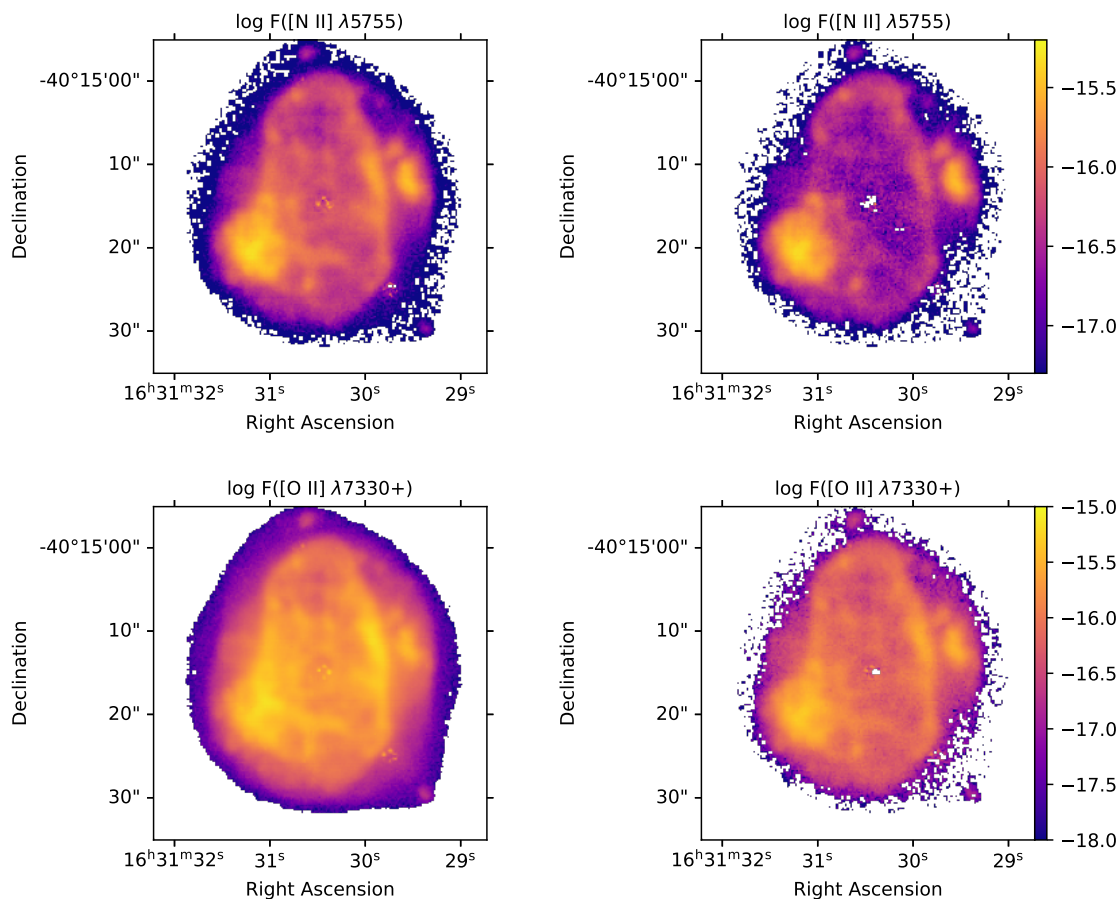 log F([N II] λ5755)
log F([N II] λ5755)
-40°15'00"
10"
20"
30"
Declination
16ʰ31ᵐ32ˢ
31ˢ
30ˢ
29ˢ
Right Ascension
-40°15'00"
10"
20"
30"
Declination
16ʰ31ᵐ32ˢ
31ˢ
30ˢ
29ˢ
Right Ascension
−15.5
−16.0
−16.5
−17.0
log F([O II] λ7330+)
log F([O II] λ7330+)
-40°15'00"
10"
20"
30"
Declination
16ʰ31ᵐ32ˢ
31ˢ
30ˢ
29ˢ
Right Ascension
-40°15'00"
10"
20"
30"
Declination
16ʰ31ᵐ32ˢ
31ˢ
30ˢ
29ˢ
Right Ascension
−15.0
−15.5
−16.0
−16.5
−17.0
−17.5
−18.0